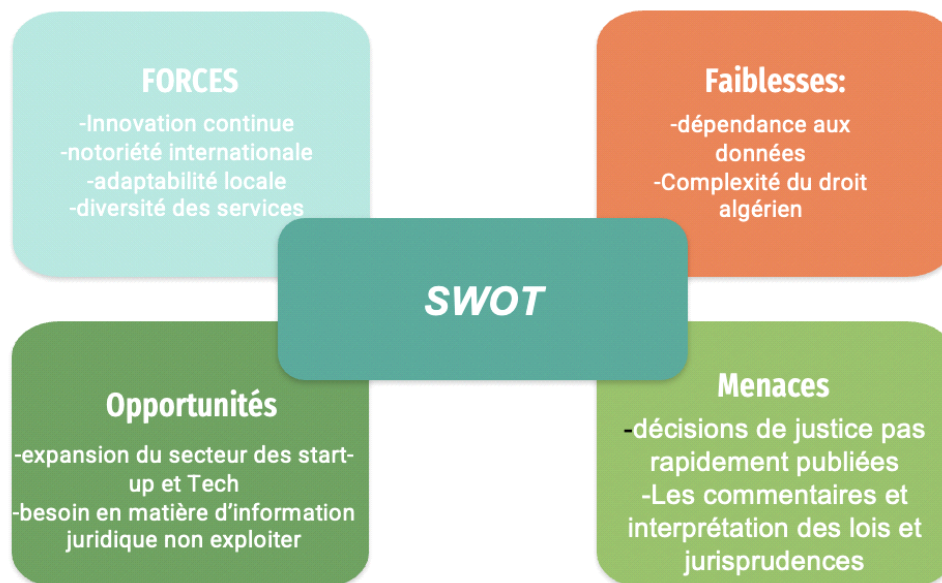 FORCES
-Innovation continue
-notoriété internationale
-adaptabilité locale
-diversité des services
Faiblesses:
-dépendance aux
données
-Complexité du droit
algérien
SWOT
Opportunités
-expansion du secteur des start-
up et Tech
-besoin en matière d’information
juridique non exploiter
Menaces
-décisions de justice pas
rapidement publiées
-Les commentaires et
interprétation des lois et
jurisprudences